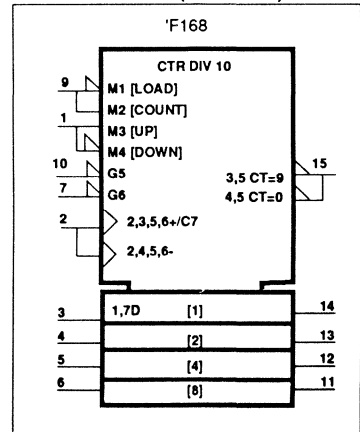 'F168
CTR DIV 10
9
M1 [LOAD]
M2 [COUNT]
1
M3 [UP]
M4 [DOWN]
10
G5
7
G6
3,5 CT=9
15
4,5 CT=0
2
2,3,5,6+/C7
2,4,5,6-
3
1,7D
[1]
14
4
[2]
13
5
[4]
12
6
[8]
11